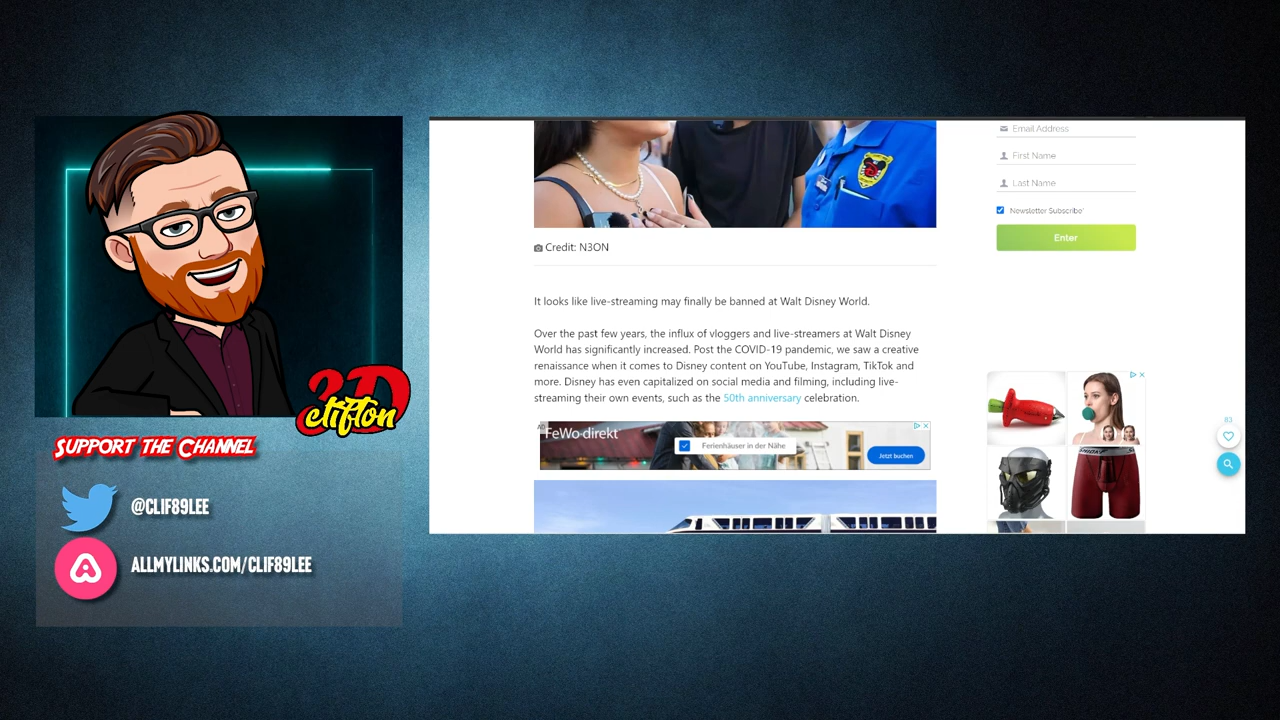 2D
clifton
SUPPORT THE CHANNEL
@CLIF89LEE
ALLMYLINKS.COM/CLIF89LEE
Credit: N3ON
It looks like live-streaming may finally be banned at Walt Disney World.
Over the past few years, the influx of vloggers and live-streamers at Walt Disney
World has significantly increased. Post the COVID-19 pandemic, we saw a creative
renaissance when it comes to Disney content on YouTube, Instagram, TikTok and
more. Disney has even capitalized on social media and filming, including live-
streaming their own events, such as the 50th anniversary celebration.
AD
FeWo direkt
Ferienhäuser in der Nähe
Jetzt buchen
Email Address
First Name
Last Name
Newsletter Subscribe*
Enter
83